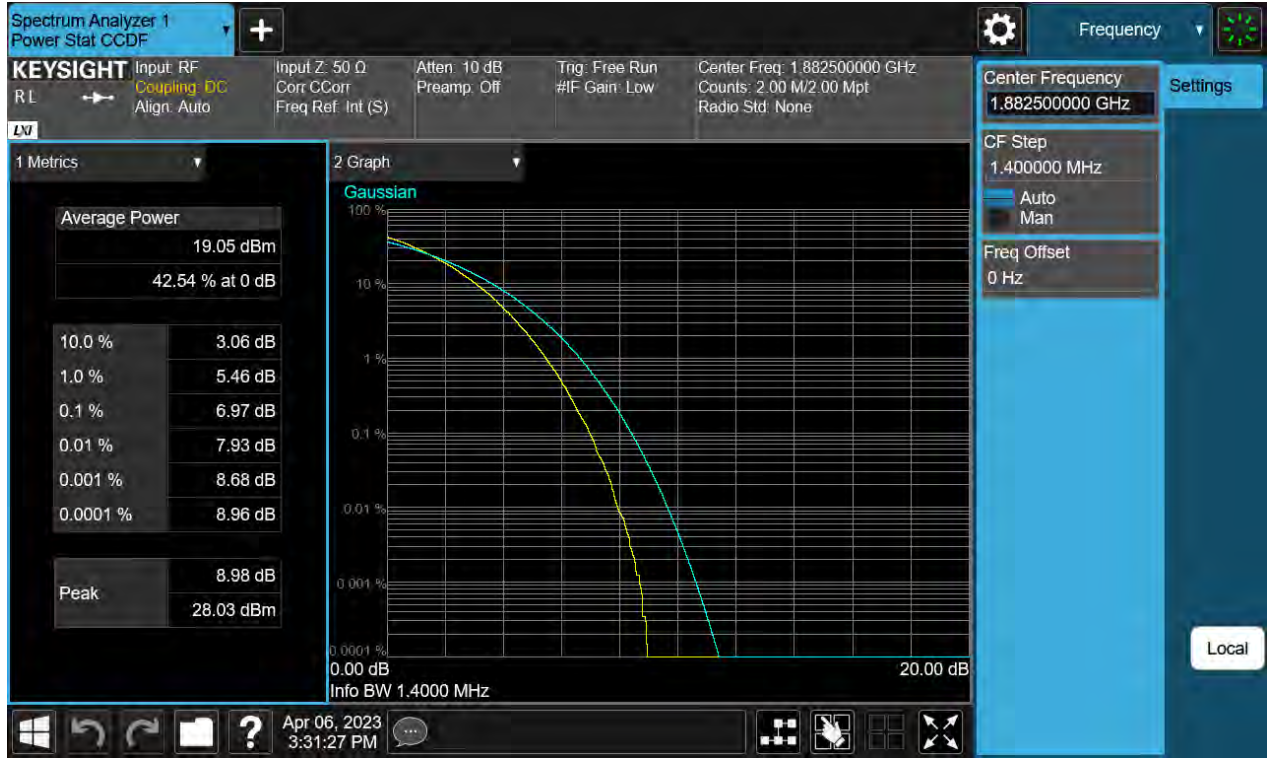 Spectrum Analyzer 1
Power Stat CCDF
Frequency
KEYSIGHT
RL
LXI
Input: RF
Coupling: DC
Align: Auto
Input Z: 50 Ω
Corr CCorr
Freq Ref: Int (S)
Atten: 10 dB
Preamp: Off
Trig: Free Run
#IF Gain: Low
Center Freq: 1.882500000 GHz
Counts: 2.00 M/2.00 Mpt
Radio Std: None
Center Frequency
1.882500000 GHz
Settings
CF Step
1.400000 MHz
Auto
Man
Freq Offset
0 Hz
1 Metrics
Average Power
19.05 dBm
42.54 % at 0 dB
10.0 % 3.06 dB
1.0 % 5.46 dB
0.1 % 6.97 dB
0.01 % 7.93 dB
0.001 % 8.68 dB
0.0001 % 8.96 dB
Peak
8.98 dB
28.03 dBm
2 Graph
Gaussian
100 %
10 %
1 %
0.1 %
0.01 %
0.001 %
0.0001 %
0.00 dB
20.00 dB
Info BW 1.4000 MHz
Local
Apr 06, 2023
3:31:27 PM